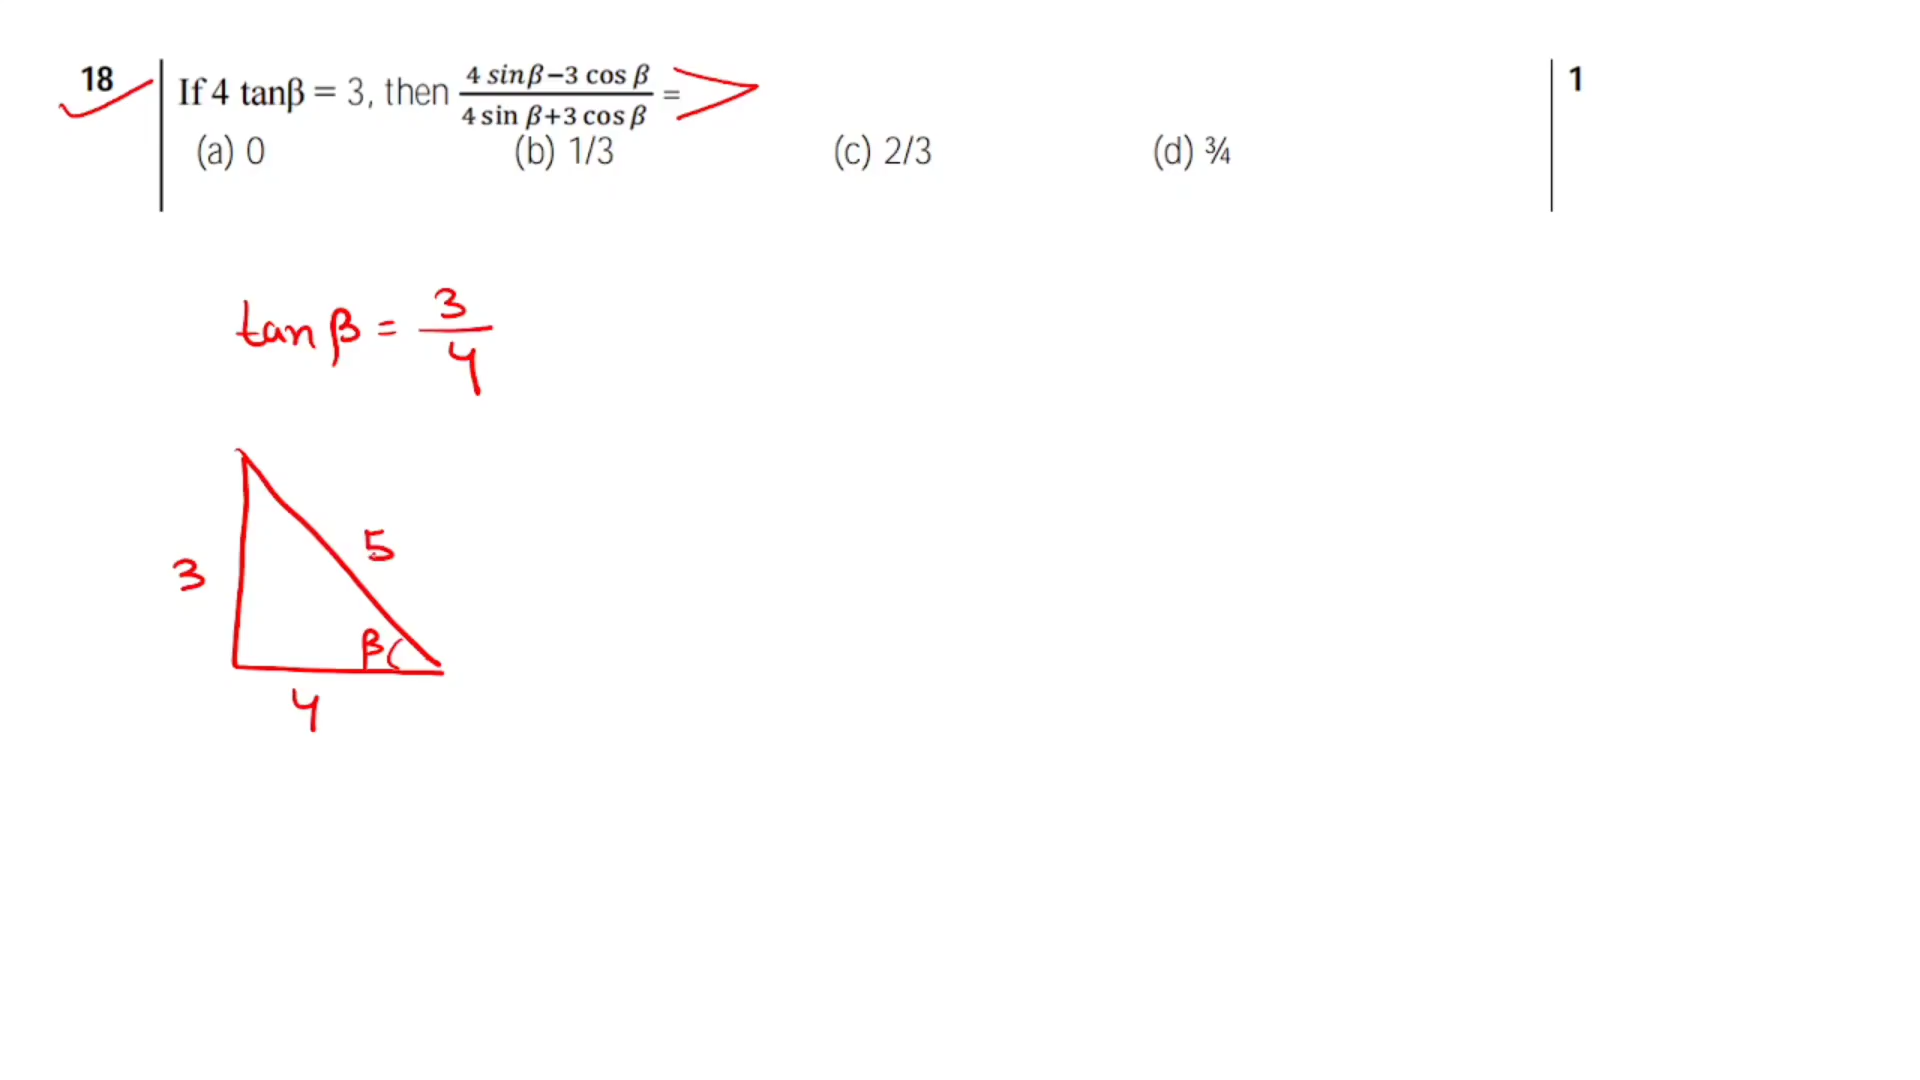 18 If 4 tanβ = 3, then (4 sinβ−3 cos β)/(4 sin β+3 cos β) = 1
(a) 0 (b) 1/3 (c) 2/3 (d) ¾
tan β = 3/4
5
3
β
4